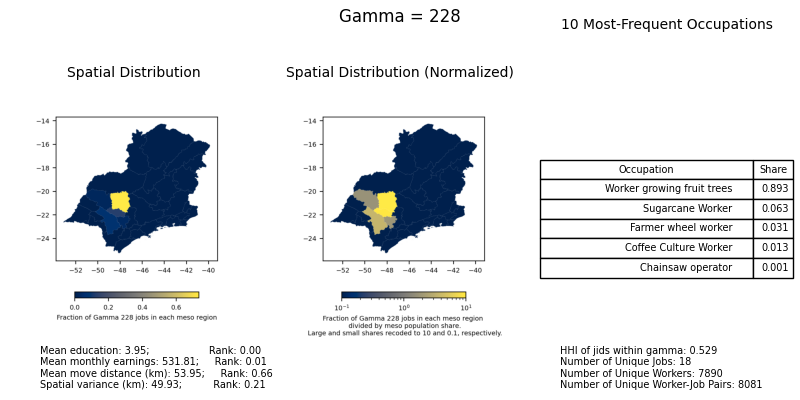 Gamma = 228
10 Most-Frequent Occupations
Spatial Distribution
Spatial Distribution (Normalized)
−14
−16
−18
−20
−22
−24
−52 −50 −48 −46 −44 −42 −40
0.0 0.2 0.4 0.6
Fraction of Gamma 228 jobs in each meso region
−14
−16
−18
−20
−22
−24
−52 −50 −48 −46 −44 −42 −40
10⁻¹ 10⁰ 10¹
Fraction of Gamma 228 jobs in each meso region
divided by meso population share.
Large and small shares recoded to 10 and 0.1, respectively.
Occupation Share
Worker growing fruit trees 0.893
Sugarcane Worker 0.063
Farmer wheel worker 0.031
Coffee Culture Worker 0.013
Chainsaw operator 0.001
Mean education: 3.95; Rank: 0.00
Mean monthly earnings: 531.81; Rank: 0.01
Mean move distance (km): 53.95; Rank: 0.66
Spatial variance (km): 49.93; Rank: 0.21
HHI of jids within gamma: 0.529
Number of Unique Jobs: 18
Number of Unique Workers: 7890
Number of Unique Worker-Job Pairs: 8081